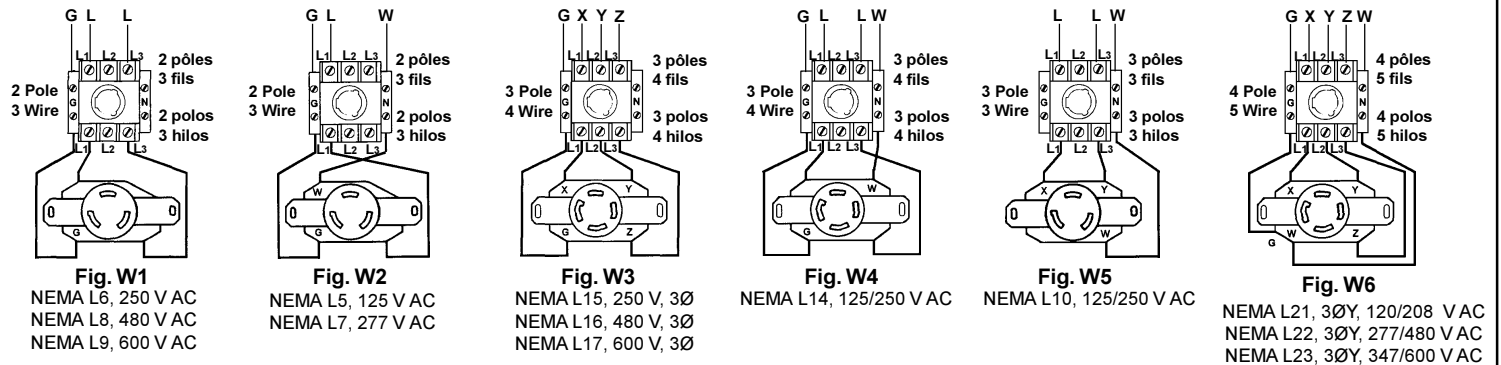 G L L
L1 L2 L3
2 pôles
3 fils
2 Pole
3 Wire
G
G
N
2 polos
3 hilos
L1 L2 L3
G
Fig. W1
NEMA L6, 250 V AC
NEMA L8, 480 V AC
NEMA L9, 600 V AC
G L W
L1 L2 L3
2 pôles
3 fils
2 Pole
3 Wire
G
G
N
2 polos
3 hilos
L1 L2 L3
W
G
Fig. W2
NEMA L5, 125 V AC
NEMA L7, 277 V AC
G X Y Z
L1 L2 L3
3 pôles
4 fils
3 Pole
4 Wire
G
N
3 polos
4 hilos
L1 L2 L3
X Y
G Z
Fig. W3
NEMA L15, 250 V, 3Ø
NEMA L16, 480 V, 3Ø
NEMA L17, 600 V, 3Ø
G L L W
L1 L2 L3
3 pôles
4 fils
3 Pole
4 Wire
G
N
3 polos
4 hilos
L1 L2 L3
W
G
Fig. W4
NEMA L14, 125/250 V AC
L L W
L1 L2 L3
3 pôles
3 fils
3 Pole
3 Wire
G
N
3 polos
3 hilos
L1 L2 L3
X Y
W
Fig. W5
NEMA L10, 125/250 V AC
G X Y Z W
L1 L2 L3
4 pôles
5 fils
4 Pole
5 Wire
G
N
4 polos
5 hilos
L1 L2 L3
X Y
W Z
G
Fig. W6
NEMA L21, 3ØY, 120/208 V AC
NEMA L22, 3ØY, 277/480 V AC
NEMA L23, 3ØY, 347/600 V AC